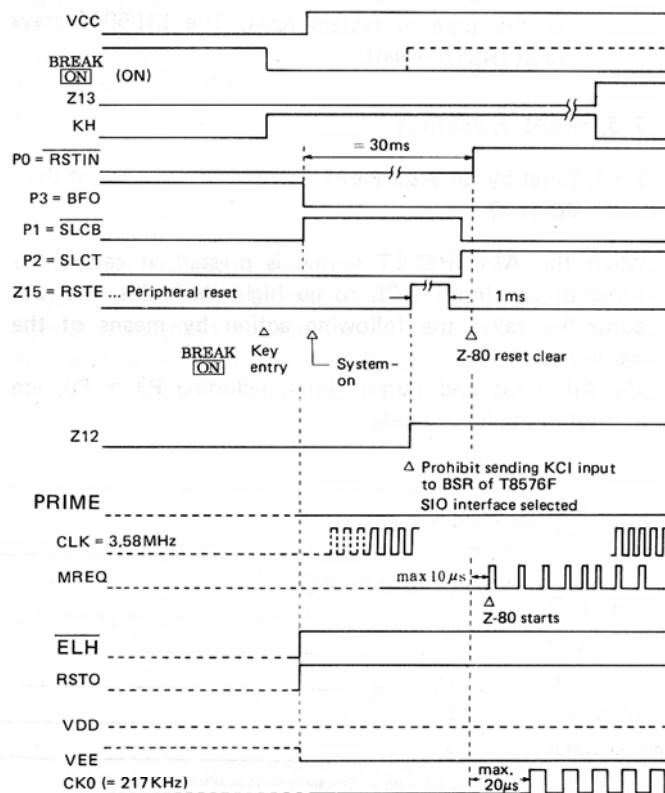 VCC
BREAK
ON (ON)
Z13
KH
= 30ms
P0 = RSTIN
P3 = BFO
P1 = SLCB
P2 = SLCT
Z15 = RSTE ... Peripheral reset
1ms
BREAK
ON
△ Key entry
△ System-on
△ Z-80 reset clear
Z12
△ Prohibit sending KCI input
to BSR of T8576F
SIO interface selected
PRIME
CLK = 3.58MHz
MREQ
max 10μs
△ Z-80 starts
ELH
RSTO
VDD
VEE
CK0 (= 217KHz)
max.
20μs